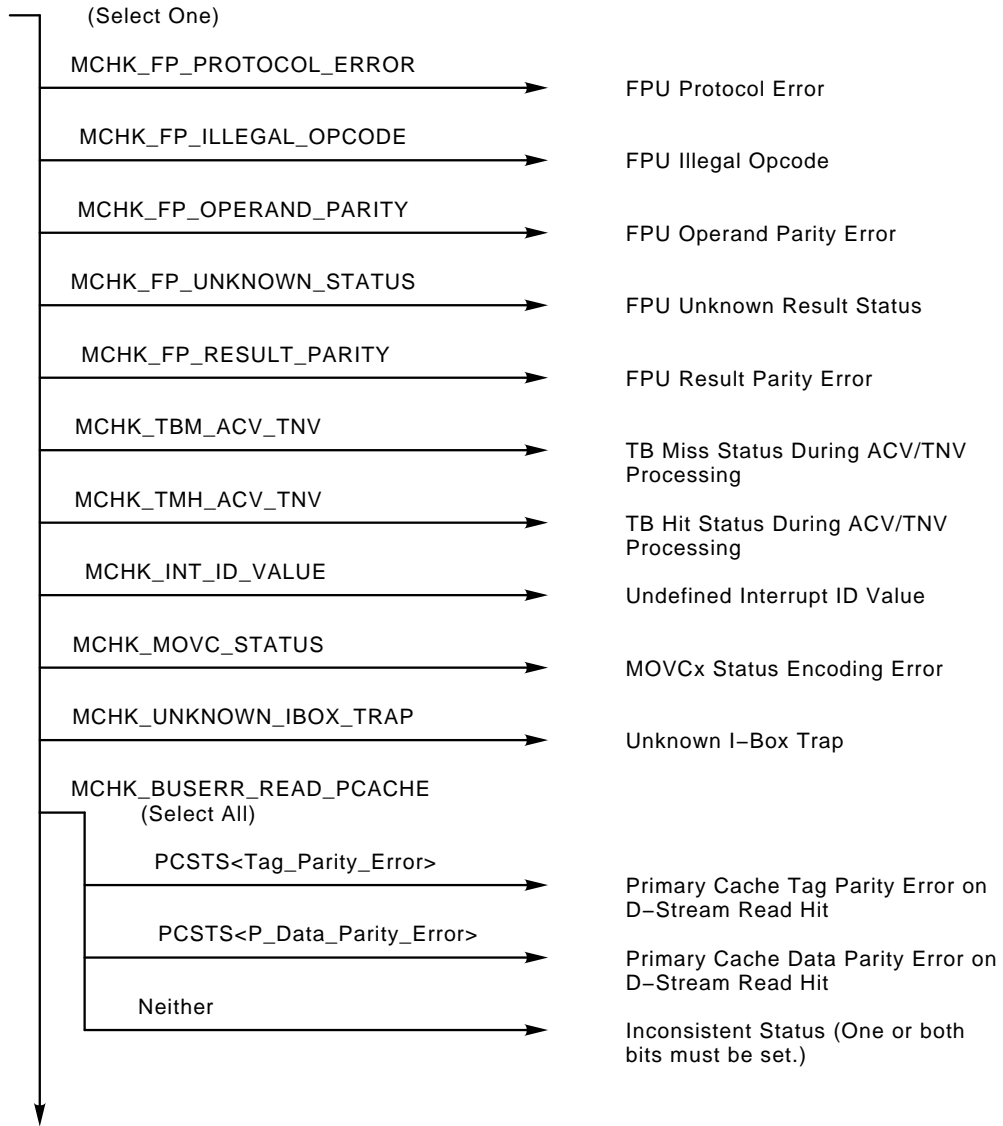 (Select One)
MCHK_FP_PROTOCOL_ERROR
FPU Protocol Error
MCHK_FP_ILLEGAL_OPCODE
FPU Illegal Opcode
MCHK_FP_OPERAND_PARITY
FPU Operand Parity Error
MCHK_FP_UNKNOWN_STATUS
FPU Unknown Result Status
MCHK_FP_RESULT_PARITY
FPU Result Parity Error
MCHK_TBM_ACV_TNV
TB Miss Status During ACV/TNV
Processing
MCHK_TMH_ACV_TNV
TB Hit Status During ACV/TNV
Processing
MCHK_INT_ID_VALUE
Undefined Interrupt ID Value
MCHK_MOVC_STATUS
MOVCx Status Encoding Error
MCHK_UNKNOWN_IBOX_TRAP
Unknown I−Box Trap
MCHK_BUSERR_READ_PCACHE
(Select All)
PCSTS<Tag_Parity_Error>
Primary Cache Tag Parity Error on
D−Stream Read Hit
PCSTS<P_Data_Parity_Error>
Primary Cache Data Parity Error on
D−Stream Read Hit
Neither
Inconsistent Status (One or both
bits must be set.)